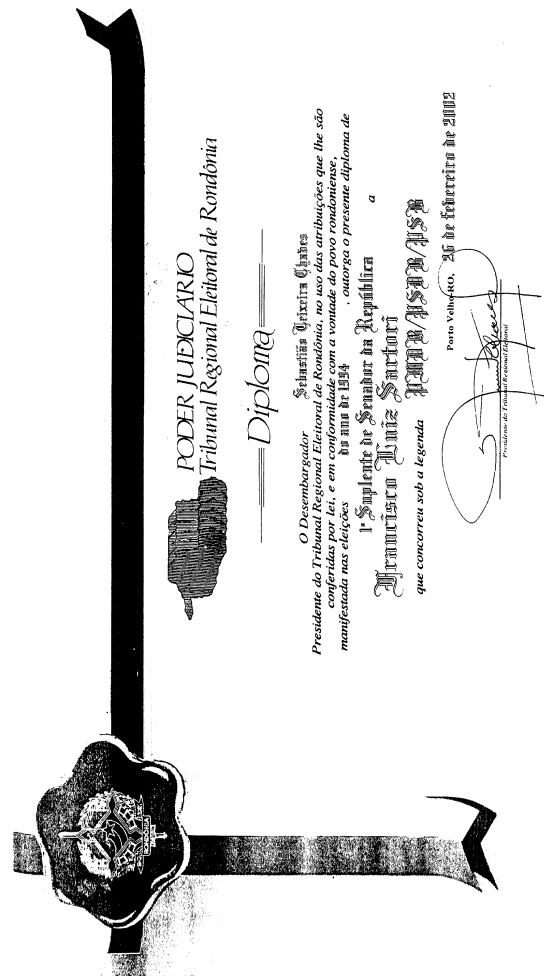 PODER JUDICIÁRIO
Tribunal Regional Eleitoral de Rondônia
Diploma
O Desembargador Sebastião Teixeira Chaves
Presidente do Tribunal Regional Eleitoral de Rondônia, no uso das atribuições que lhe são
conferidas por lei, e em conformidade com a vontade do povo rondoniense,
manifestada nas eleições do ano de 1994 , outorga o presente diploma de
1º Suplente de Senador da República a
Francisco Luiz Sartori
que concorreu sob a legenda PMDB/PSDB/PSB
Porto Velho-RO, 26 de fevereiro de 2002
Presidente do Tribunal Regional Eleitoral
RONDÔNIA